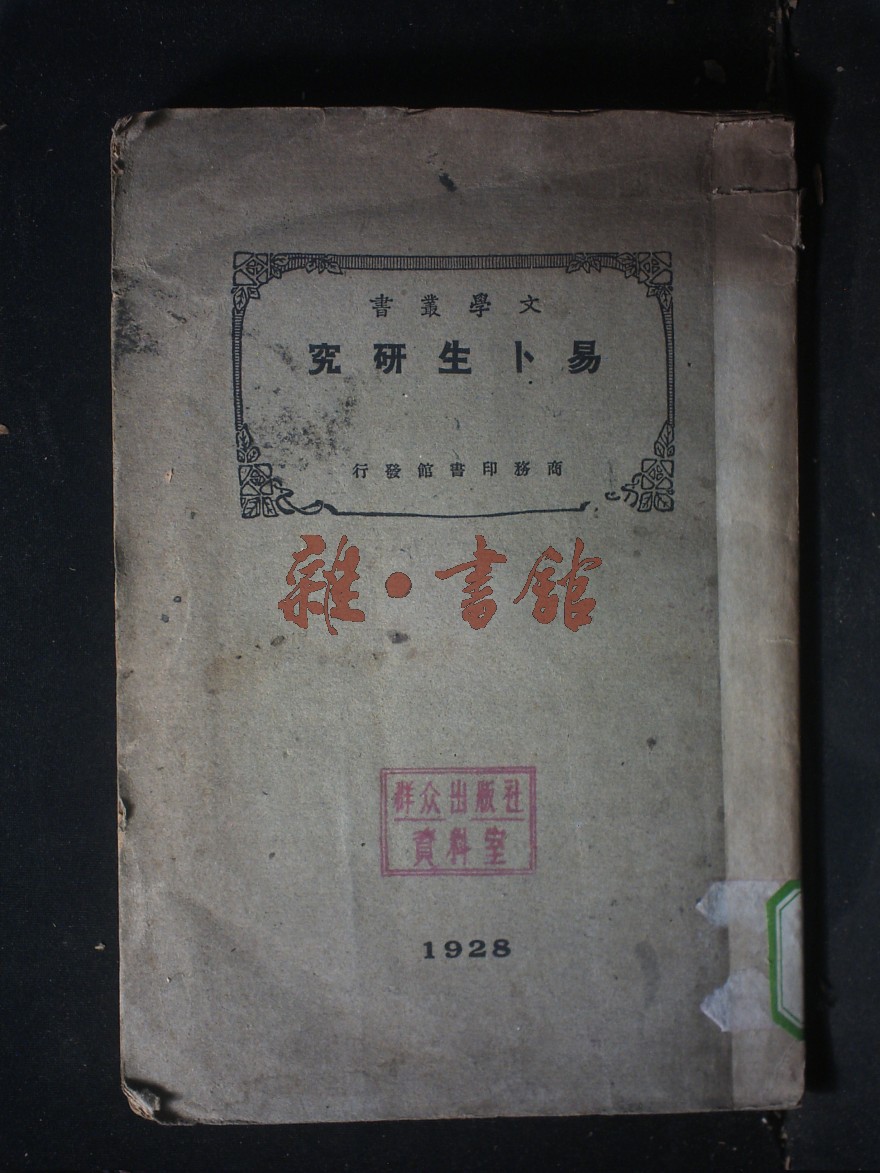 文學叢書
易卜生研究
商務印書館發行
雜·書館
群众出版社
資料室
1928